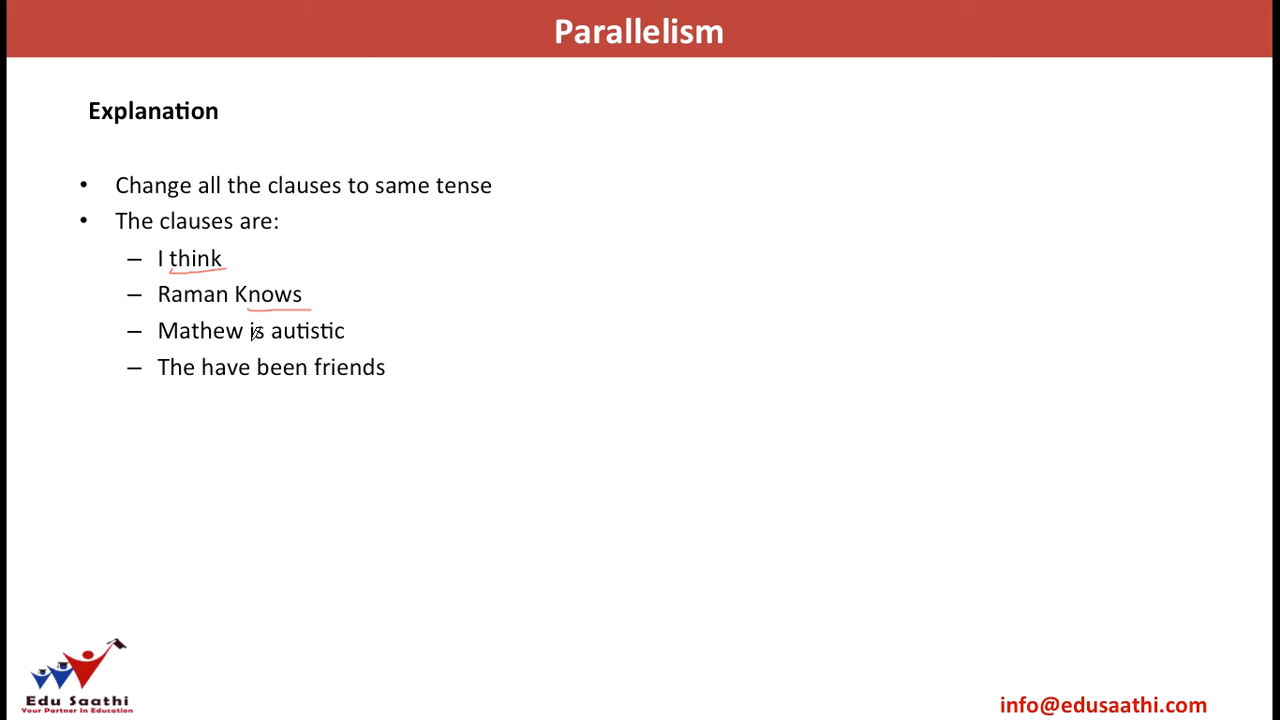 Parallelism
Explanation
• Change all the clauses to same tense
• The clauses are:
– I think
– Raman Knows
– Mathew is autistic
– The have been friends
Edu Saathi
Your Partner In Education
info@edusaathi.com